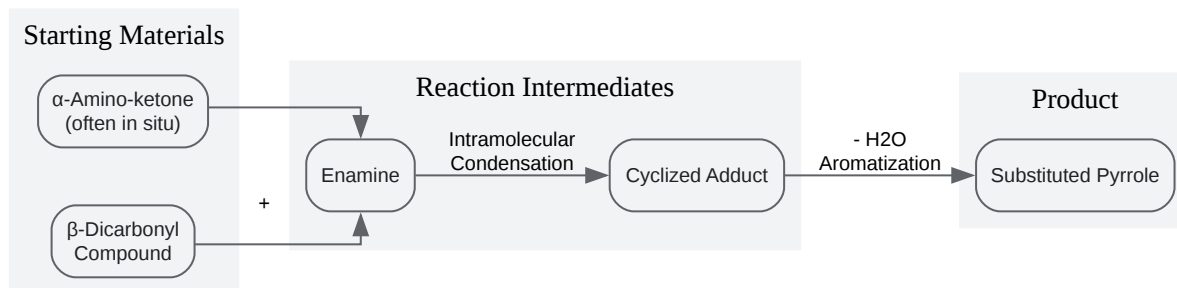 Starting Materials
α-Amino-ketone
(often in situ)
β-Dicarbonyl
Compound
+
Reaction Intermediates
Enamine
Intramolecular
Condensation
Cyclized Adduct
- H2O
Aromatization
Product
Substituted Pyrrole